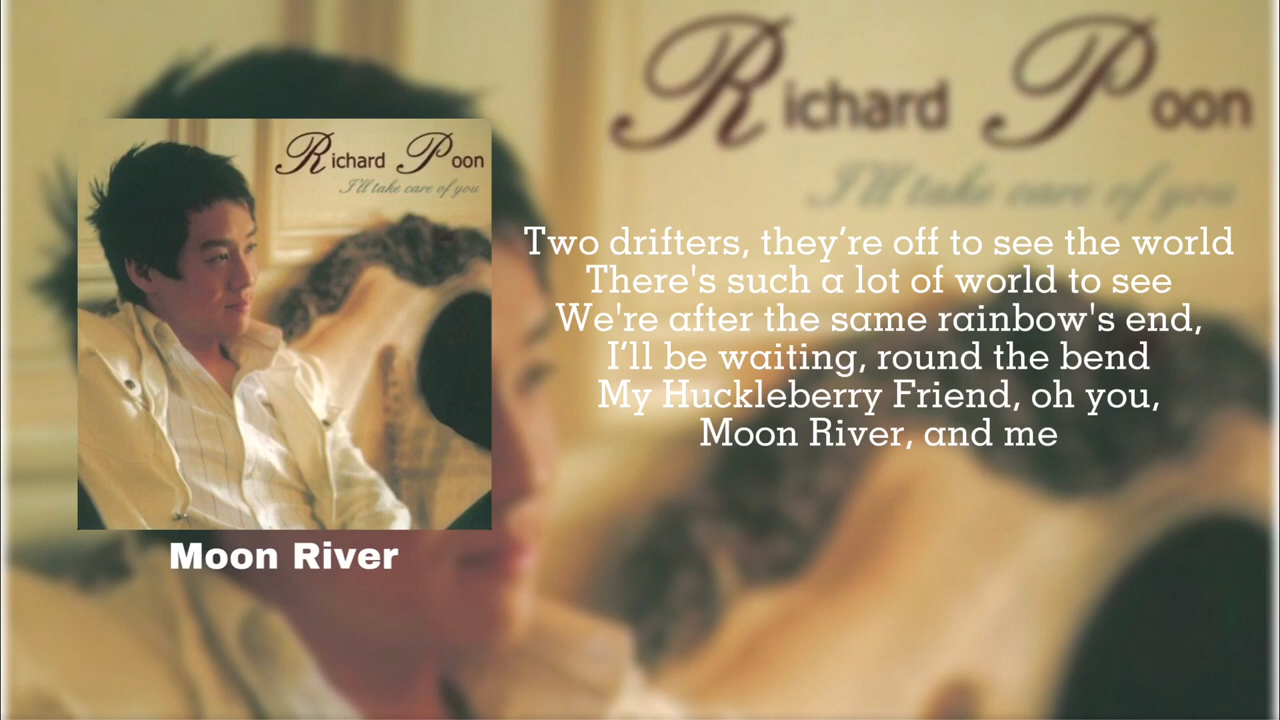 Richard Poon
I'll take care of you
Richard Poon
I'll take care of you
Two drifters, they’re off to see the world
There's such a lot of world to see
We're after the same rainbow's end,
I’ll be waiting, round the bend
My Huckleberry Friend, oh you,
Moon River, and me
Moon River